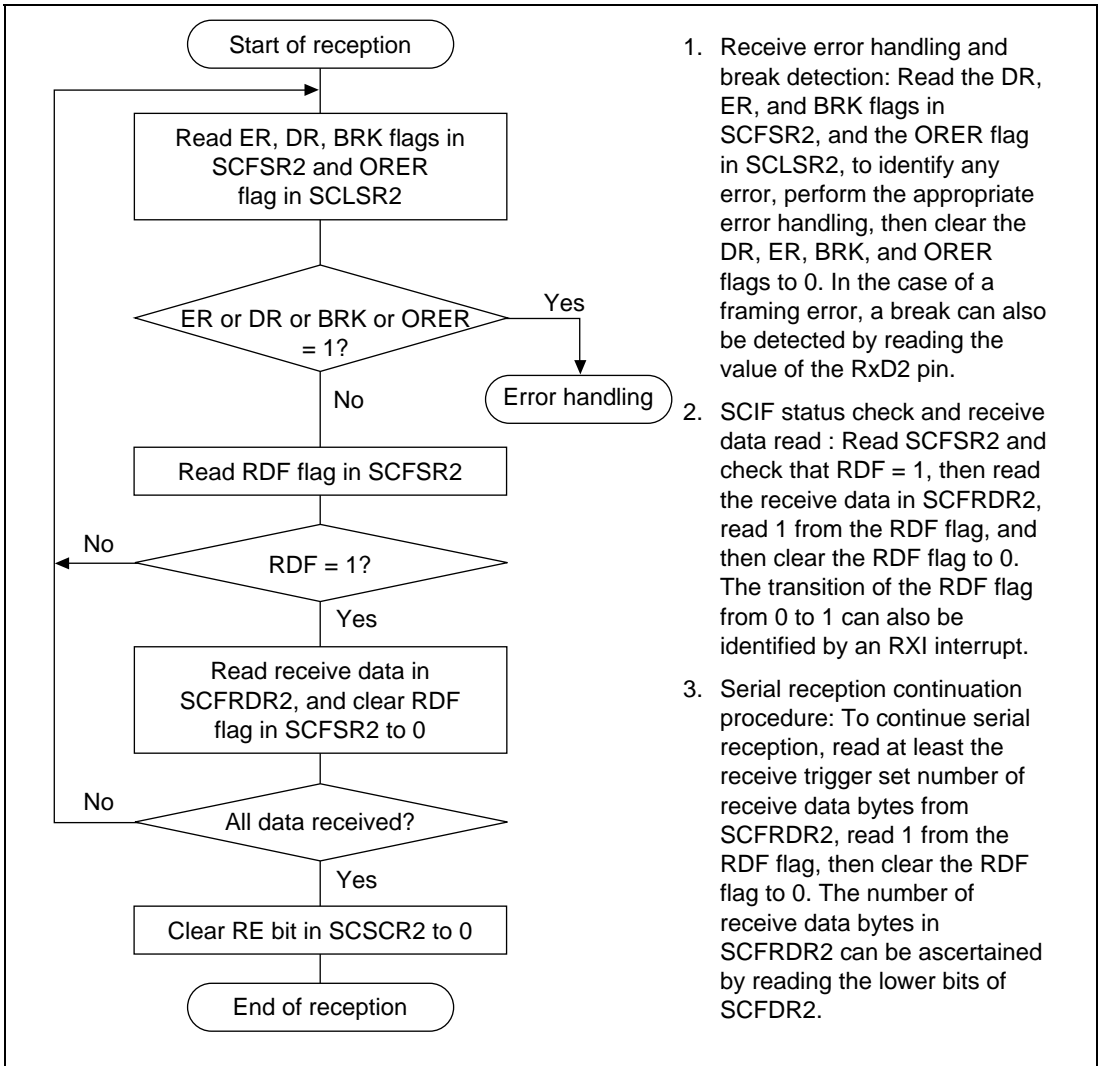 Start of reception
Read ER, DR, BRK flags in
SCFSR2 and ORER
flag in SCLSR2
ER or DR or BRK or ORER
= 1?
Yes
Error handling
No
Read RDF flag in SCFSR2
No
RDF = 1?
Yes
Read receive data in
SCFRDR2, and clear RDF
flag in SCFSR2 to 0
No
All data received?
Yes
Clear RE bit in SCSCR2 to 0
End of reception
1. Receive error handling and
break detection: Read the DR,
ER, and BRK flags in
SCFSR2, and the ORER flag
in SCLSR2, to identify any
error, perform the appropriate
error handling, then clear the
DR, ER, BRK, and ORER
flags to 0. In the case of a
framing error, a break can also
be detected by reading the
value of the RxD2 pin.
2. SCIF status check and receive
data read : Read SCFSR2 and
check that RDF = 1, then read
the receive data in SCFRDR2,
read 1 from the RDF flag, and
then clear the RDF flag to 0.
The transition of the RDF flag
from 0 to 1 can also be
identified by an RXI interrupt.
3. Serial reception continuation
procedure: To continue serial
reception, read at least the
receive trigger set number of
receive data bytes from
SCFRDR2, read 1 from the
RDF flag, then clear the RDF
flag to 0. The number of
receive data bytes in
SCFRDR2 can be ascertained
by reading the lower bits of
SCFDR2.